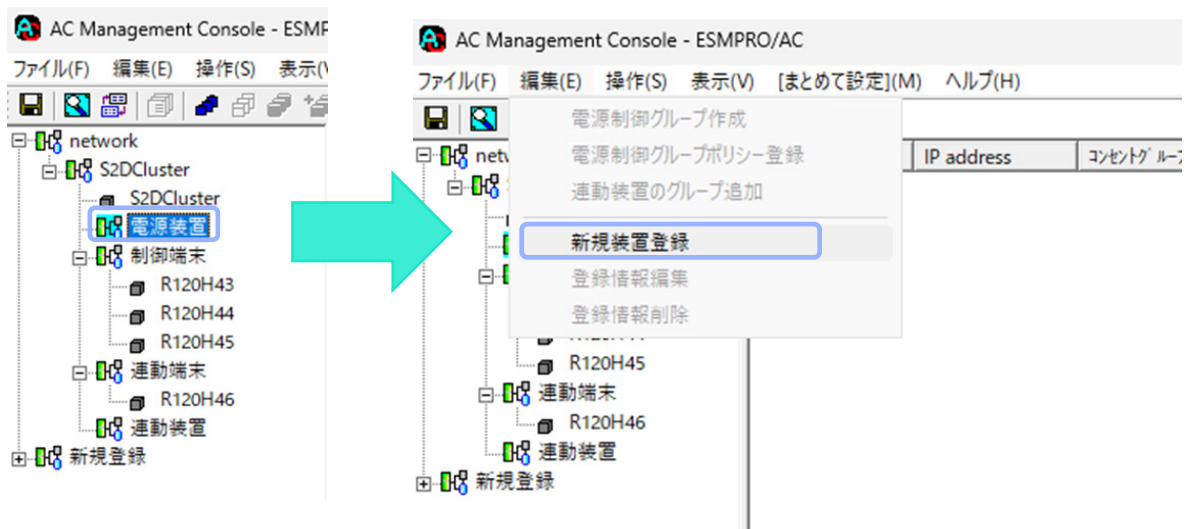 AC Management Console - ESMP
ファイル(F) 編集(E) 操作(S) 表示(V
network
S2DCluster
S2DCluster
電源装置
制御端末
R120H43
R120H44
R120H45
連動端末
R120H46
連動装置
新規登録
AC Management Console - ESMPRO/AC
ファイル(F) 編集(E) 操作(S) 表示(V) [まとめて設定](M) ヘルプ(H)
電源制御グループ作成
電源制御グループポリシー登録
連動装置のグループ追加
新規装置登録
登録情報編集
登録情報削除
netw
IP address コンセントグループ
R120H45
連動端末
R120H46
連動装置
新規登録